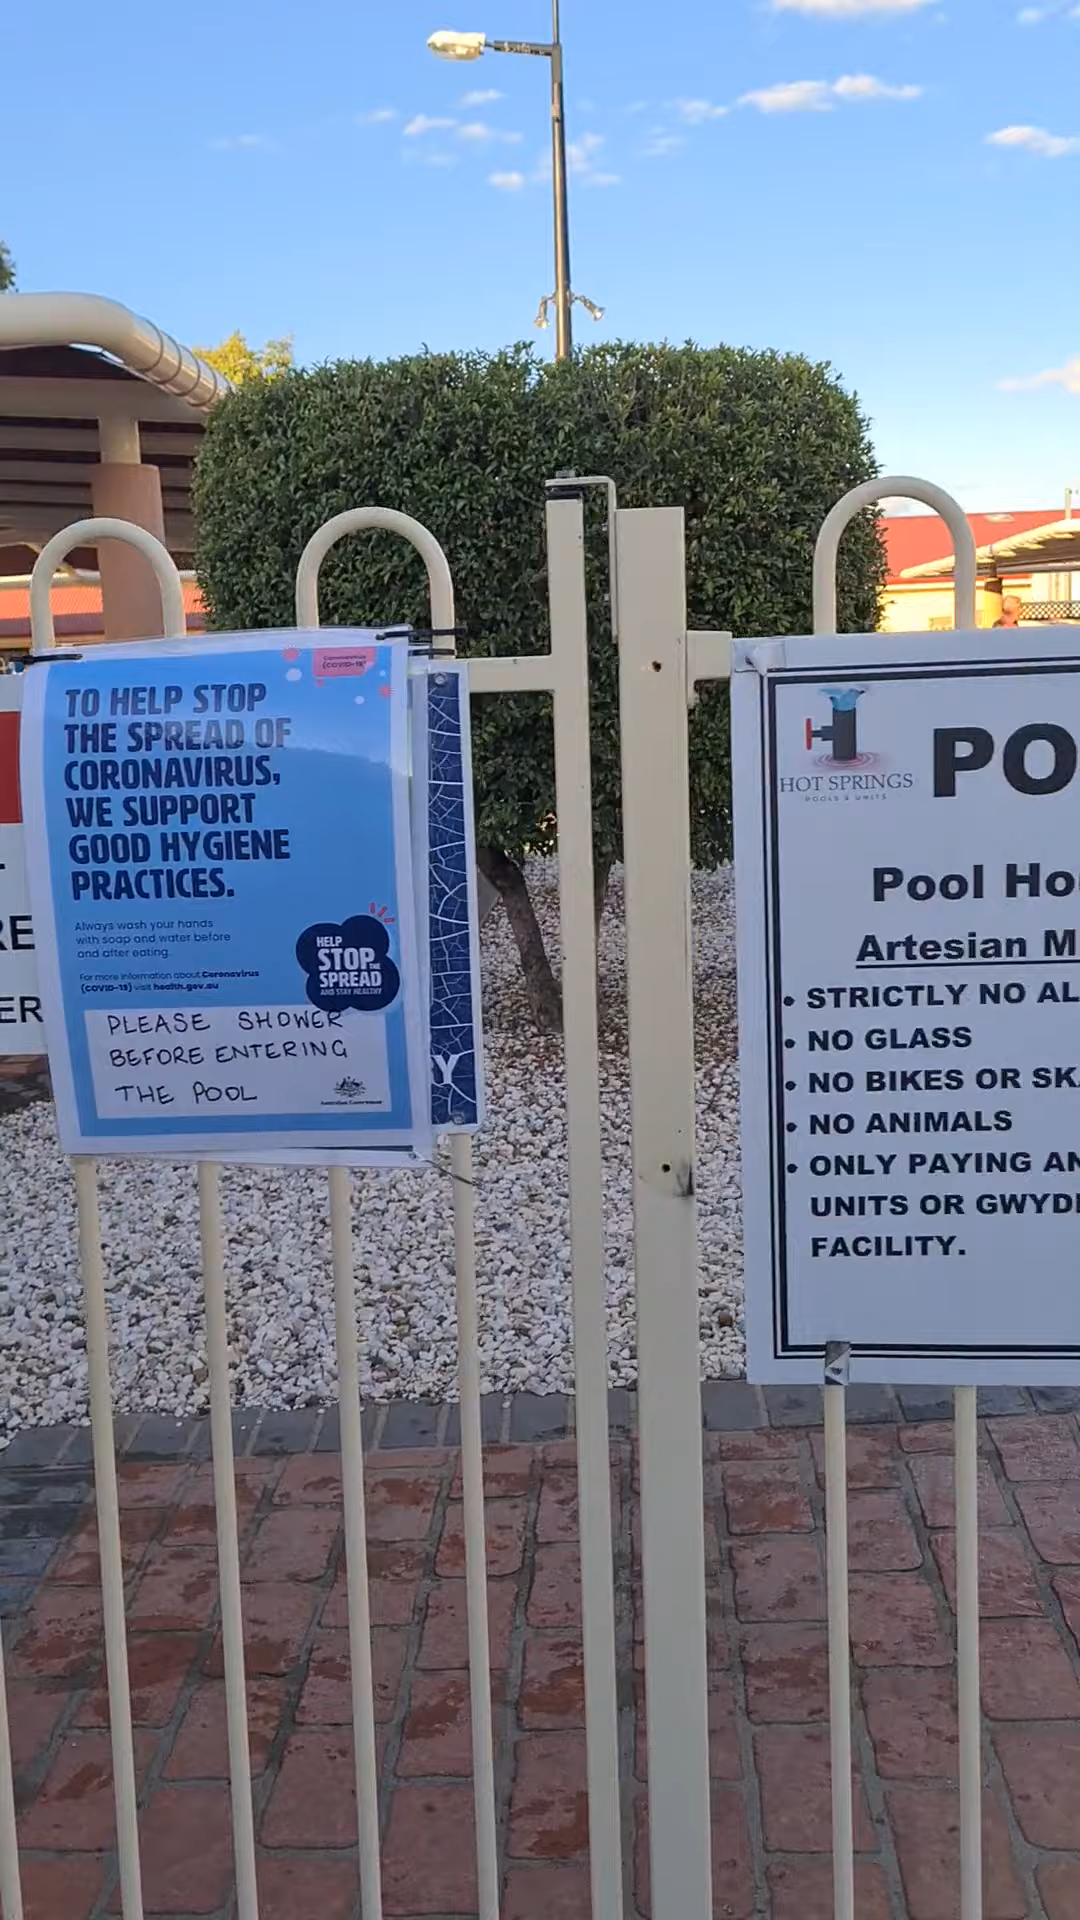 Coronavirus
(COVID-19)
TO HELP STOP
THE SPREAD OF
CORONAVIRUS,
WE SUPPORT
GOOD HYGIENE
PRACTICES.
Always wash your hands
with soap and water before
and after eating.
For more information about Coronavirus
(COVID-19) visit health.gov.au
HELP
STOP THE
SPREAD
AND STAY HEALTHY
PLEASE SHOWER
BEFORE ENTERING
THE POOL
Australian Government
RE
ER
Y
HOT SPRINGS
POOLS & UNITS
PO
Pool Ho
Artesian M
• STRICTLY NO AL
• NO GLASS
• NO BIKES OR SK
• NO ANIMALS
• ONLY PAYING AN
UNITS OR GWYD
FACILITY.